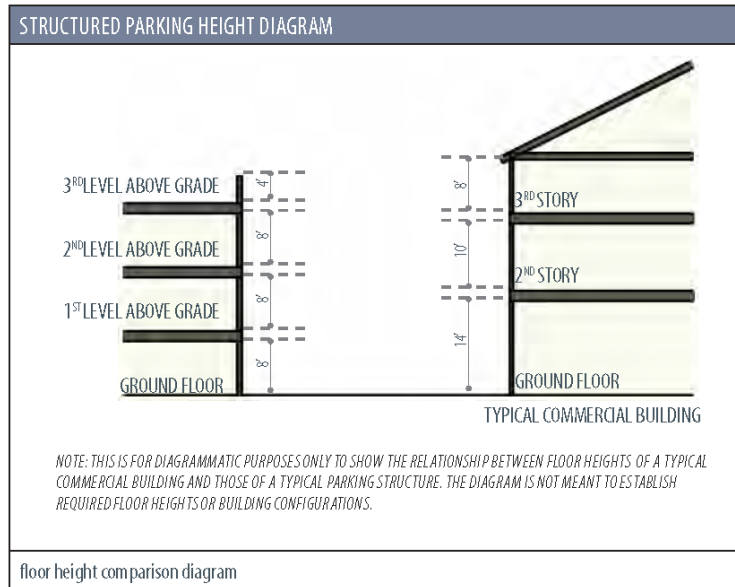 STRUCTURED PARKING HEIGHT DIAGRAM
3RD LEVEL ABOVE GRADE
4'
8'
2ND LEVEL ABOVE GRADE
8'
1ST LEVEL ABOVE GRADE
8'
GROUND FLOOR
8'
3RD STORY
10'
2ND STORY
14'
GROUND FLOOR
TYPICAL COMMERCIAL BUILDING
NOTE: THIS IS FOR DIAGRAMMATIC PURPOSES ONLY TO SHOW THE RELATIONSHIP BETWEEN FLOOR HEIGHTS OF A TYPICAL
COMMERCIAL BUILDING AND THOSE OF A TYPICAL PARKING STRUCTURE. THE DIAGRAM IS NOT MEANT TO ESTABLISH
REQUIRED FLOOR HEIGHTS OR BUILDING CONFIGURATIONS.
floor height comparison diagram